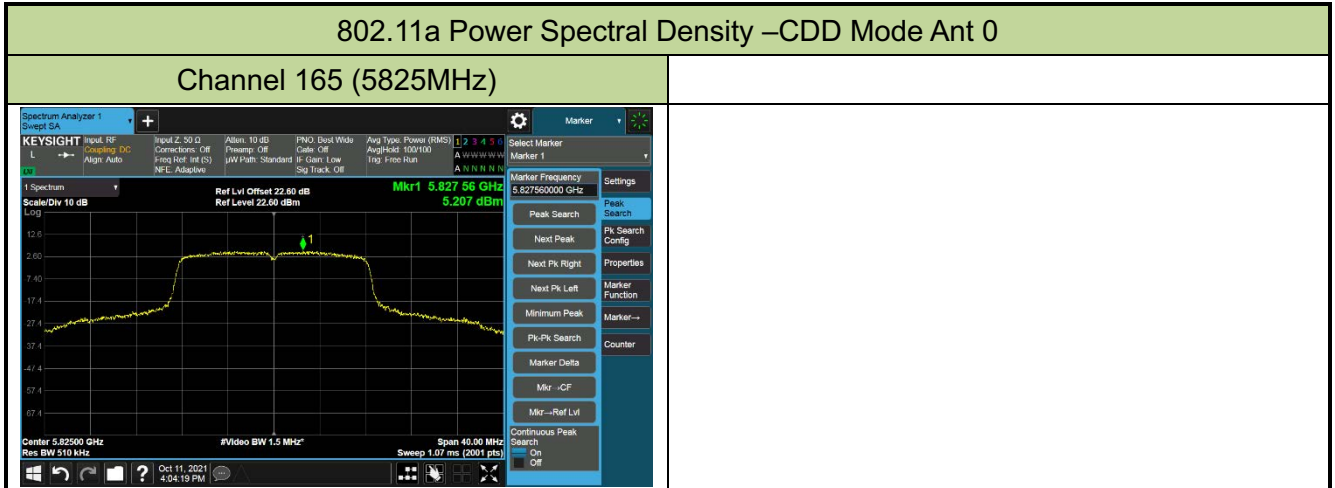 802.11a Power Spectral Density –CDD Mode Ant 0
Channel 165 (5825MHz)
Spectrum Analyzer 1
Swept SA
+
Marker
KEYSIGHT
L
Input: RF
Coupling: DC
Align: Auto
Input Z: 50 Ω
Corrections: Off
Freq Ref: Int (S)
NFE: Adaptive
Atten: 10 dB
Preamp: Off
µW Path: Standard
PNO: Best Wide
Gate: Off
IF Gain: Low
Sig Track: Off
Avg Type: Power (RMS)
Avg|Hold: 100/100
Trig: Free Run
1 2 3 4 5 6
A W W W W W
A N N N N N
Select Marker
Marker 1
1 Spectrum
Scale/Div 10 dB
Log
Ref Lvl Offset 22.60 dB
Ref Level 22.60 dBm
Mkr1 5.827 56 GHz
5.207 dBm
12.6
2.60
-7.40
-17.4
-27.4
-37.4
-47.4
-57.4
-67.4
1
Center 5.82500 GHz
Res BW 510 kHz
#Video BW 1.5 MHz*
Span 40.00 MHz
Sweep 1.07 ms (2001 pts)
Marker Frequency
5.827560000 GHz
Peak Search
Next Peak
Next Pk Right
Next Pk Left
Minimum Peak
Pk-Pk Search
Marker Delta
Mkr→CF
Mkr→Ref Lvl
Continuous Peak
Search
On
Off
Settings
Peak
Search
Pk Search
Config
Properties
Marker
Function
Marker→
Counter
?
Oct 11, 2021
4:04:19 PM